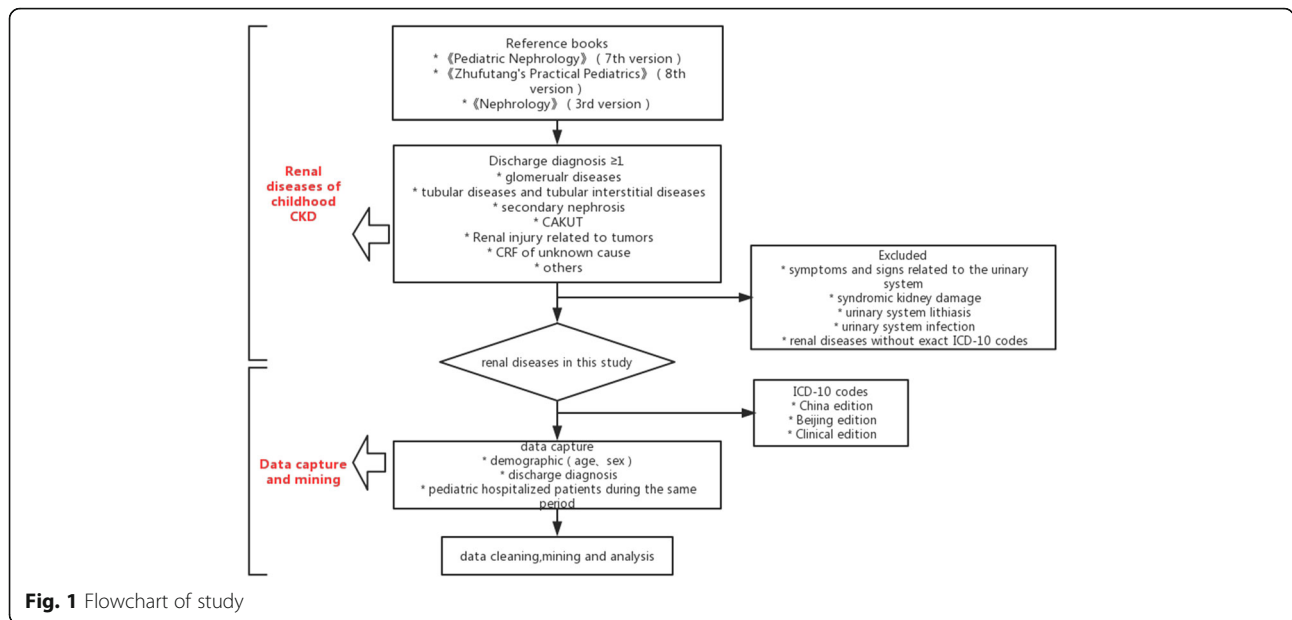 Reference books
* 《Pediatric Nephrology》 ( 7th version )
* 《Zhufutang's Practical Pediatrics》 ( 8th
version )
* 《Nephrology》 ( 3rd version )
Renal
diseases of
childhood
CKD
Discharge diagnosis ≥1
* glomerualr diseases
* tubular diseases and tubular interstitial diseases
* secondary nephrosis
* CAKUT
* Renal injury related to tumors
* CRF of unknown cause
* others
Excluded
* symptoms and signs related to the urinary
system
* syndromic kidney damage
* urinary system lithiasis
* urinary system infection
* renal diseases without exact ICD-10 codes
renal diseases in this study
ICD-10 codes
* China edition
* Beijing edition
* Clinical edition
Data capture
and mining
data capture
* demographic ( age、sex )
* discharge diagnosis
* pediatric hospitalized patients during the same
period
data cleaning,mining and analysis
Fig. 1 Flowchart of study